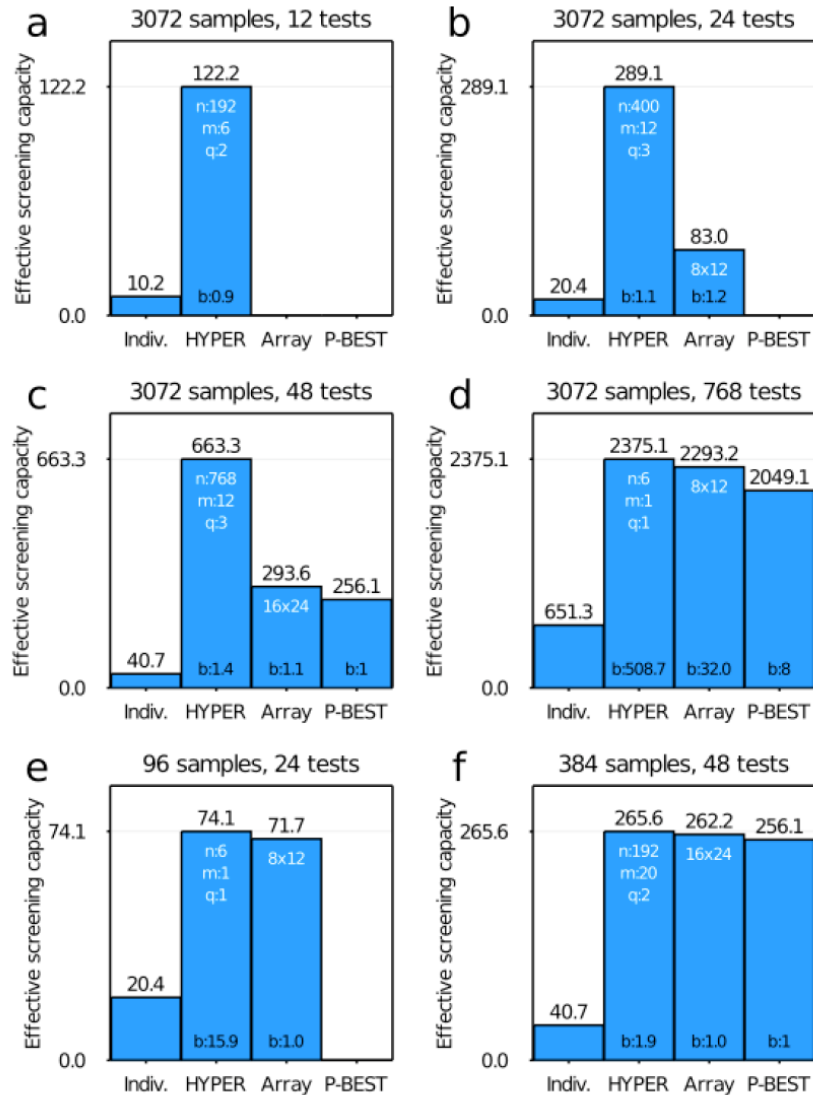 a
3072 samples, 12 tests
Effective screening capacity
122.2
0.0
10.2
122.2
n:192
m:6
q:2
b:0.9
Indiv. HYPER Array P-BEST
b
3072 samples, 24 tests
Effective screening capacity
289.1
0.0
20.4
289.1
n:400
m:12
q:3
b:1.1
83.0
8x12
b:1.2
Indiv. HYPER Array P-BEST
c
3072 samples, 48 tests
Effective screening capacity
663.3
0.0
40.7
663.3
n:768
m:12
q:3
b:1.4
293.6
16x24
b:1.1
256.1
b:1
Indiv. HYPER Array P-BEST
d
3072 samples, 768 tests
Effective screening capacity
2375.1
0.0
651.3
2375.1
n:6
m:1
q:1
b:508.7
2293.2
8x12
b:32.0
2049.1
b:8
Indiv. HYPER Array P-BEST
e
96 samples, 24 tests
Effective screening capacity
74.1
0.0
20.4
74.1
n:6
m:1
q:1
b:15.9
71.7
8x12
b:1.0
Indiv. HYPER Array P-BEST
f
384 samples, 48 tests
Effective screening capacity
265.6
0.0
40.7
265.6
n:192
m:20
q:2
b:1.9
262.2
16x24
b:1.0
256.1
b:1
Indiv. HYPER Array P-BEST